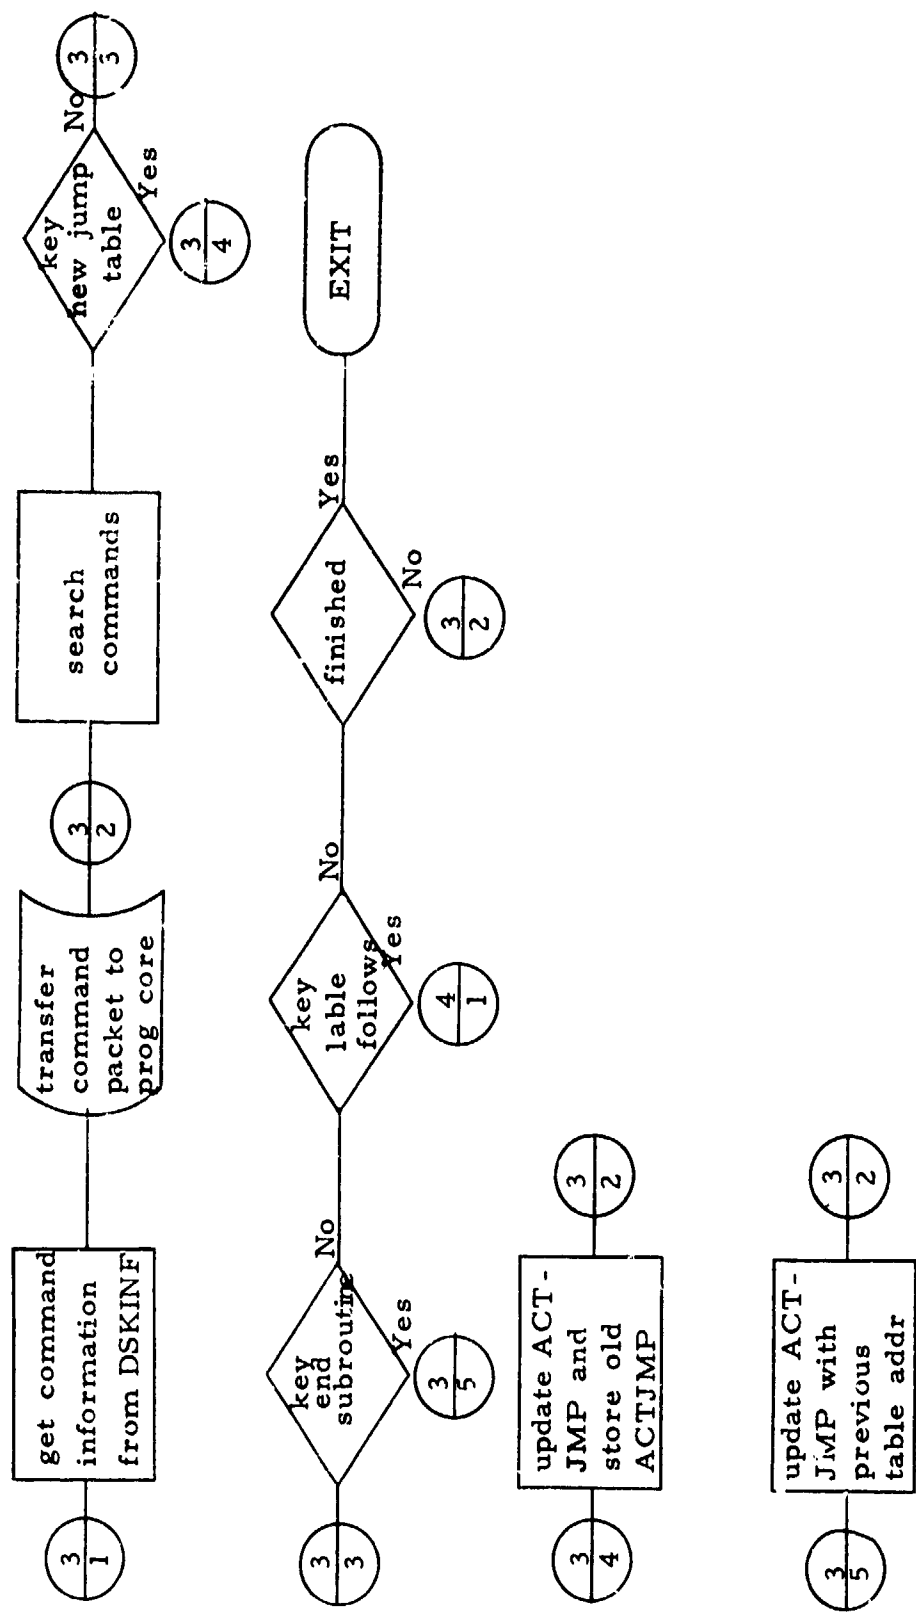 3
1
get command
information
from DSKINF
transfer
command
packet to
prog core
3
2
search
commands
key
new jump
table
No
3
3
Yes
3
4
3
3
key
end
subroutine
No
Yes
3
5
key
lable
follows
No
Yes
4
1
finished
Yes
No
3
2
EXIT
3
4
update ACT-
JMP and
store old
ACTJMP
3
2
3
5
update ACT-
JMP with
previous
table addr
3
2